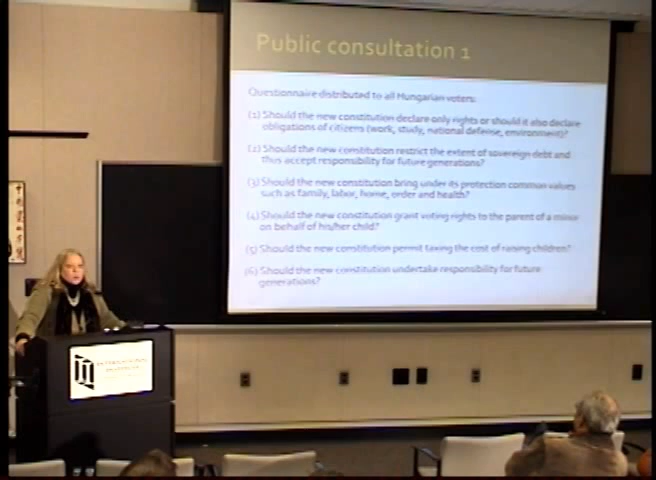 Public consultation 1
Questionnaire distributed to all Hungarian voters:
(1) Should the new constitution declare only rights or should it also declare
obligations of citizens (work, study, national defense, environment)?
(2) Should the new constitution restrict the extent of sovereign debt and
thus accept responsibility for future generations?
(3) Should the new constitution bring under its protection common values
such as family, labor, home, order and health?
(4) Should the new constitution grant voting rights to the parent of a minor
on behalf of his/her child?
(5) Should the new constitution permit taxing the cost of raising children?
(6) Should the new constitution undertake responsibility for future
generations?